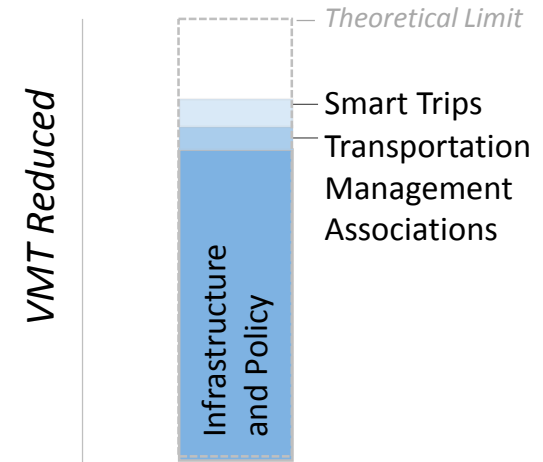 Theoretical Limit
VMT Reduced
Smart Trips
Transportation
Management
Associations
Infrastructure
and Policy